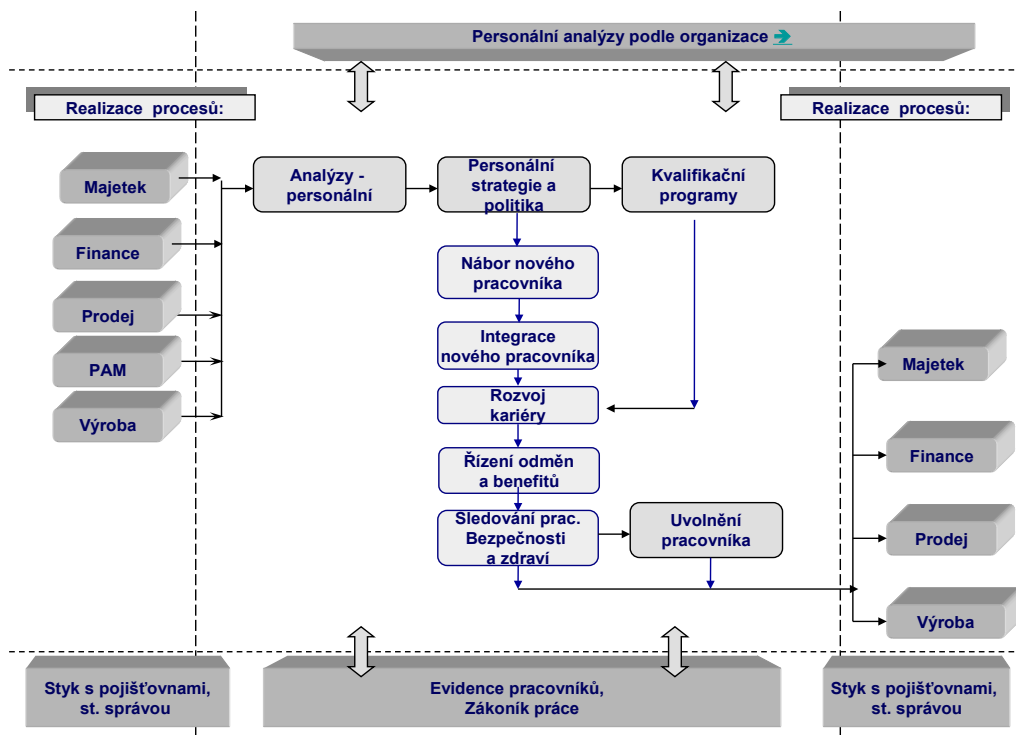 Personální analýzy podle organizace
Realizace procesů:
Realizace procesů:
Majetek
Finance
Prodej
PAM
Výroba
Analýzy -
personální
Personální
strategie a
politika
Kvalifikační
programy
Nábor nového
pracovníka
Integrace
nového pracovníka
Rozvoj
kariéry
Řízení odměn
a benefitů
Sledování prac.
Bezpečnosti
a zdraví
Uvolnění
pracovníka
Majetek
Finance
Prodej
Výroba
Styk s pojišťovnami,
st. správou
Evidence pracovníků,
Zákoník práce
Styk s pojišťovnami,
st. správou